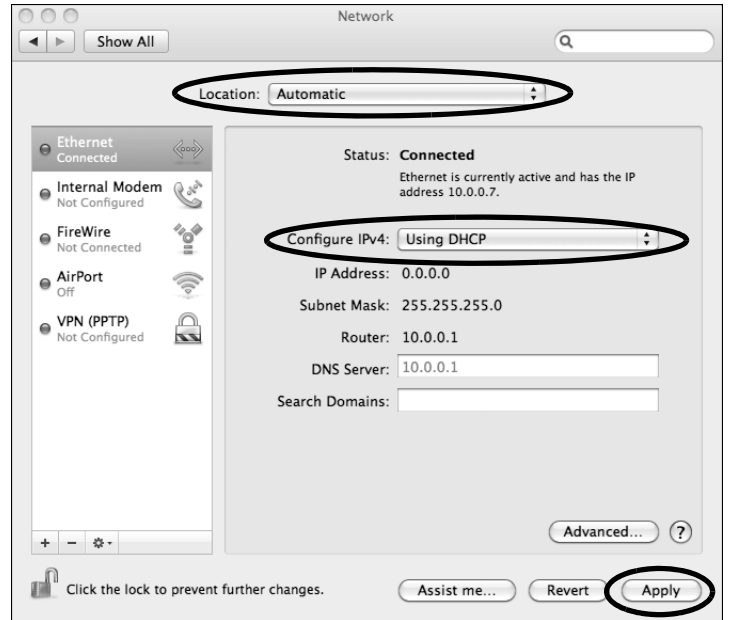 Network
Show All
Location: Automatic
Ethernet
Connected
Internal Modem
Not Configured
FireWire
Not Connected
AirPort
Off
VPN (PPTP)
Not Configured
Status: Connected
Ethernet is currently active and has the IP
address 10.0.0.7.
Configure IPv4: Using DHCP
IP Address: 0.0.0.0
Subnet Mask: 255.255.255.0
Router: 10.0.0.1
DNS Server: 10.0.0.1
Search Domains:
Advanced... ?
+ −
Click the lock to prevent further changes.
Assist me... Revert Apply